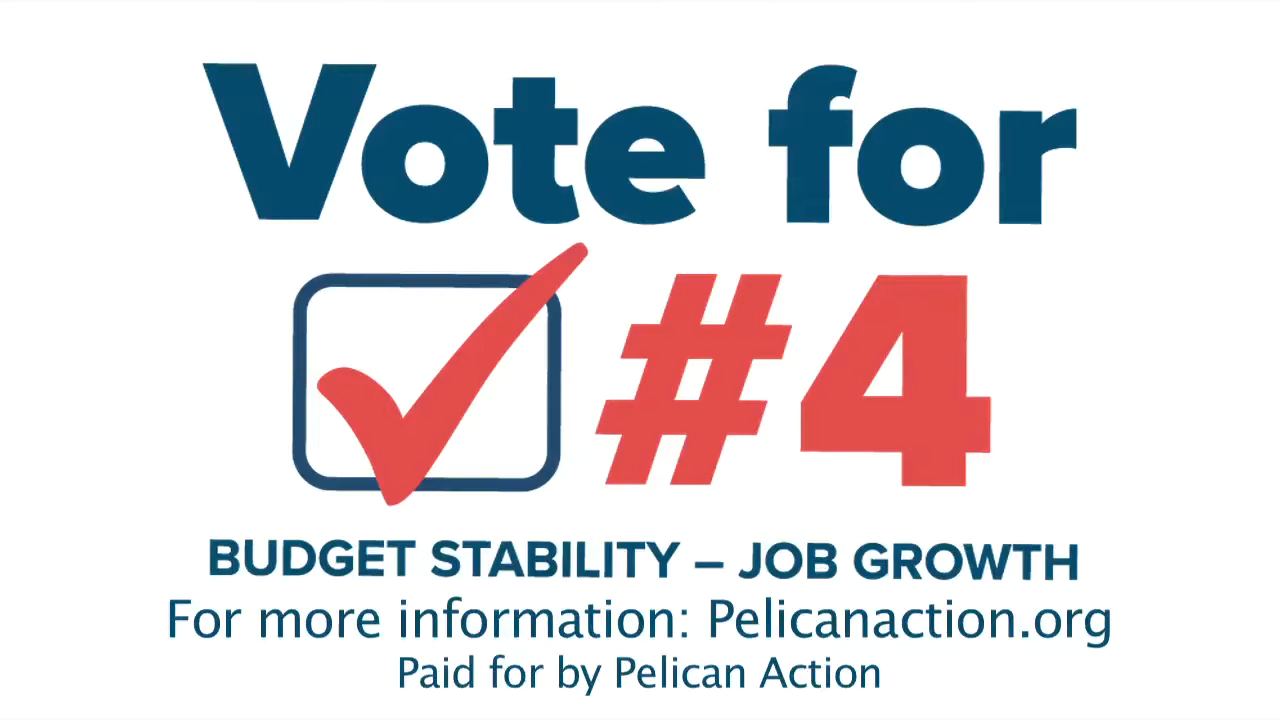 Vote for
#4
BUDGET STABILITY – JOB GROWTH
For more information: Pelicanaction.org
Paid for by Pelican Action